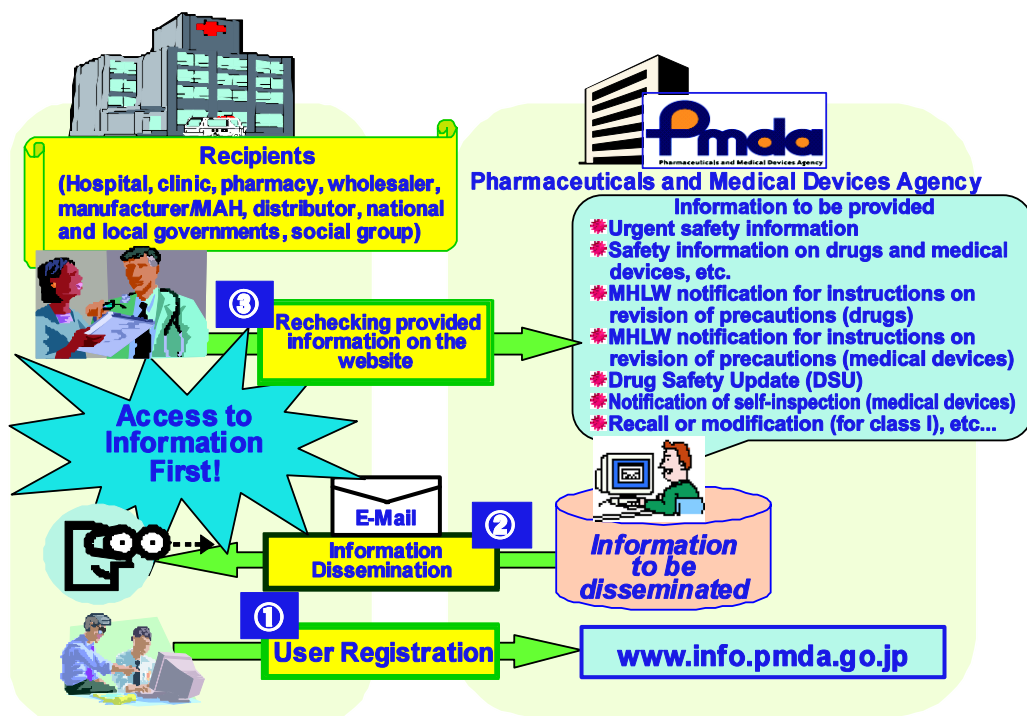 Recipients
(Hospital, clinic, pharmacy, wholesaler,
manufacturer/MAH, distributor, national
and local governments, social group)
Pmda
Pharmaceuticals and Medical Devices Agency
Pharmaceuticals and Medical Devices Agency
Information to be provided
Urgent safety information
Safety information on drugs and medical
devices, etc.
MHLW notification for instructions on
revision of precautions (drugs)
MHLW notification for instructions on
revision of precautions (medical devices)
Drug Safety Update (DSU)
Notification of self-inspection (medical devices)
Recall or modification (for class I), etc...
③
Rechecking provided
information on the
website
Access to
Information
First!
E-Mail
②
Information
Dissemination
Information
to be
disseminated
①
User Registration
www.info.pmda.go.jp